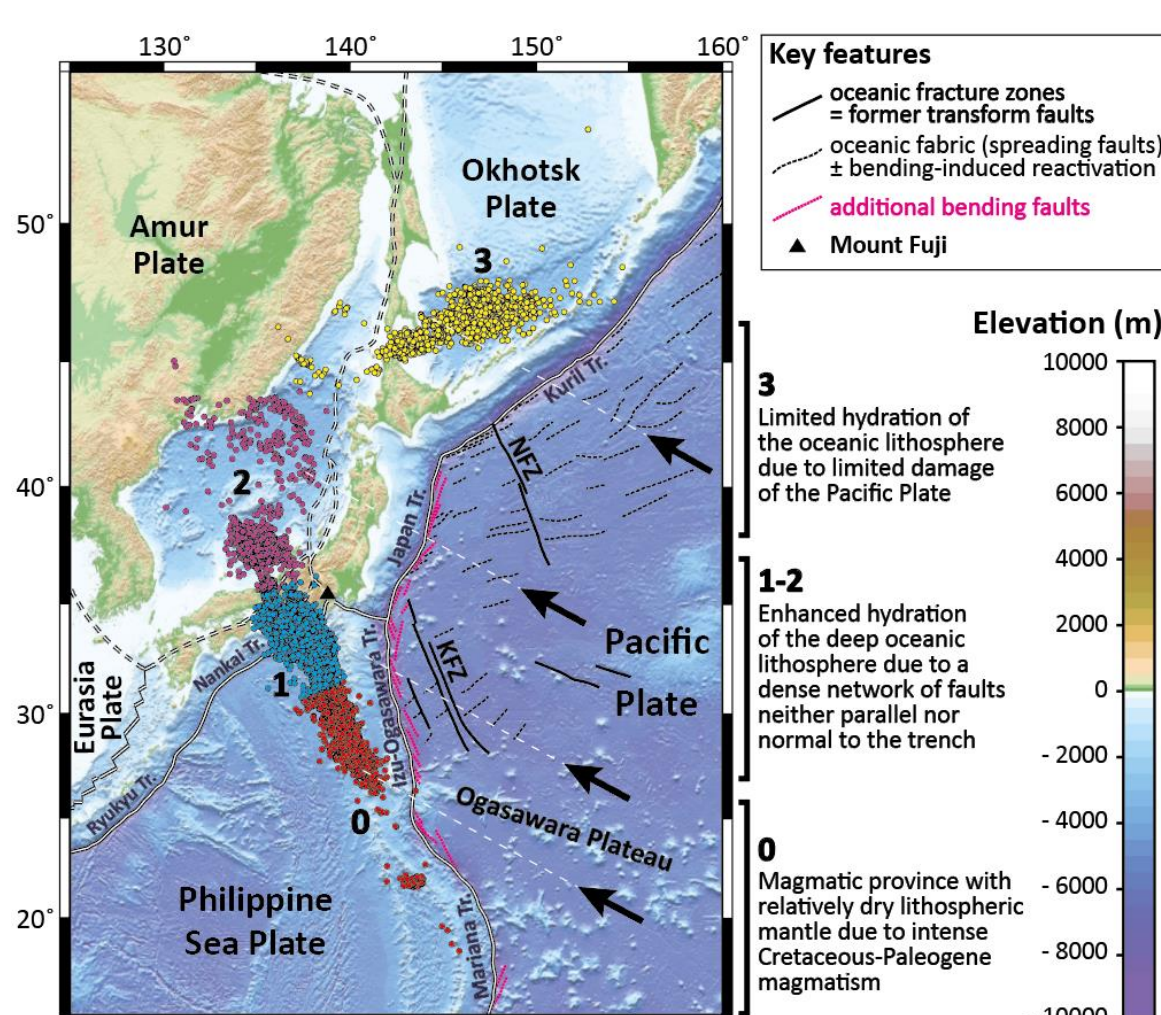 130˚ 140˚ 150˚ 160˚
50˚
40˚
30˚
20˚
Okhotsk
Plate
Amur
Plate
3
2
1
0
Kuril Tr.
NFZ
Japan Tr.
KFZ
Pacific
Plate
Nankai Tr.
Izu-Ogasawara Tr.
Eurasia
Plate
Ryukyu Tr.
Ogasawara Plateau
Philippine
Sea Plate
Mariana Tr.
Key features
oceanic fracture zones
= former transform faults
oceanic fabric (spreading faults)
± bending-induced reactivation
additional bending faults
Mount Fuji
3
Limited hydration of
the oceanic lithosphere
due to limited damage
of the Pacific Plate
1-2
Enhanced hydration
of the deep oceanic
lithosphere due to a
dense network of faults
neither parallel nor
normal to the trench
0
Magmatic province with
relatively dry lithospheric
mantle due to intense
Cretaceous-Paleogene
magmatism
Elevation (m)
10000
8000
6000
4000
2000
0
- 2000
- 4000
- 6000
- 8000